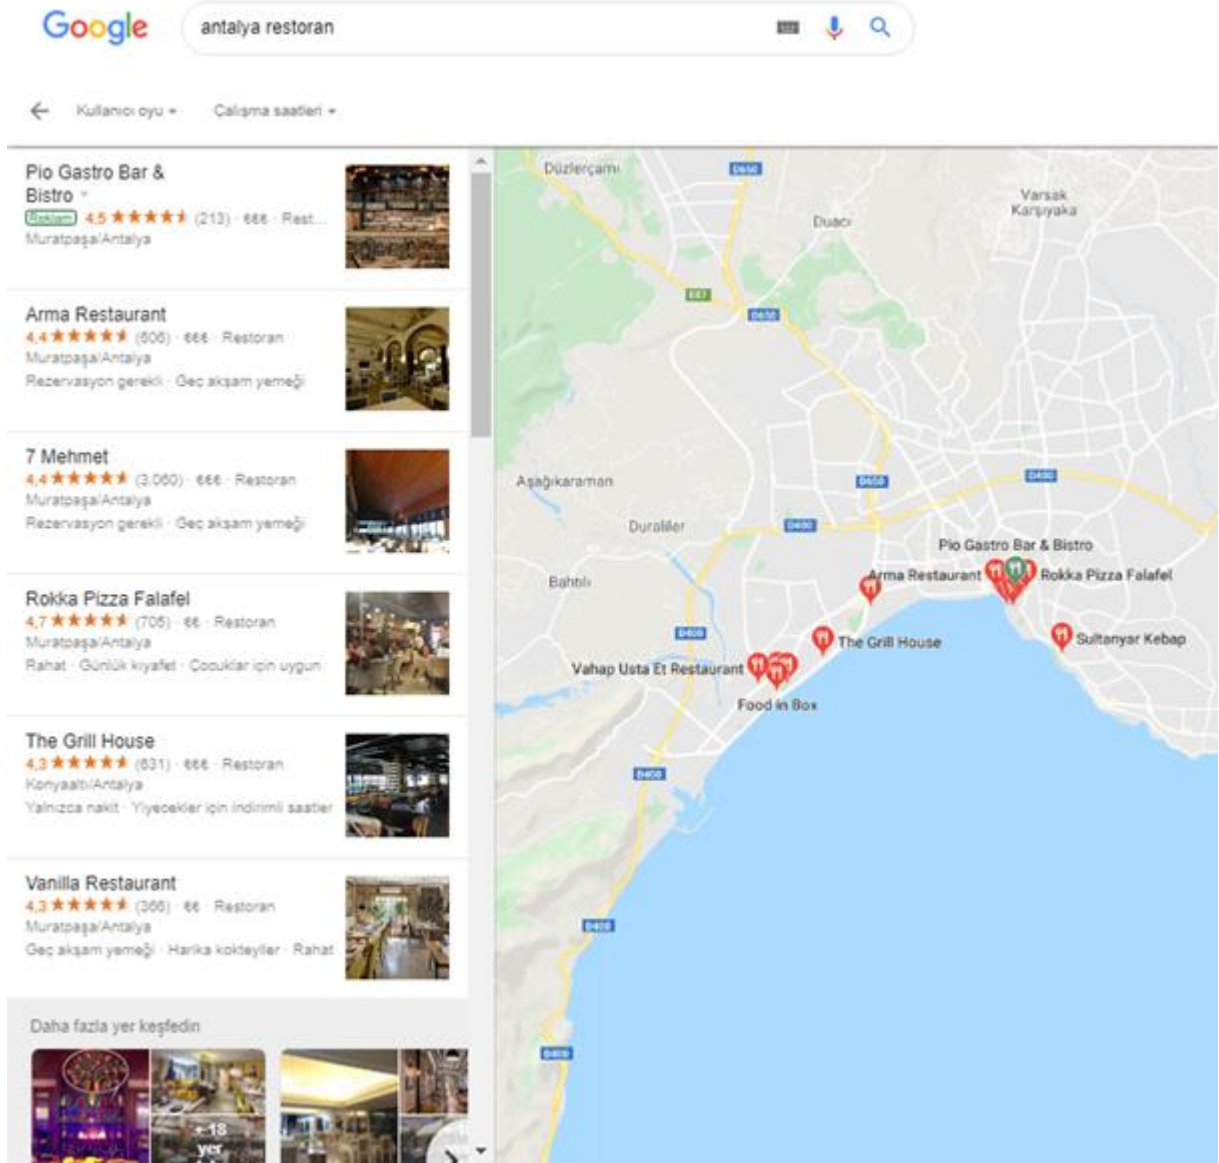 Google
antalya restoran
Kullanıcı oyu
Çalışma saatleri
Pio Gastro Bar &
Bistro
Reklam 4,5 (213) · ₺₺₺ · Rest...
Muratpaşa/Antalya
Arma Restaurant
4,4 (606) · ₺₺₺ · Restoran
Muratpaşa/Antalya
Rezervasyon gerekli · Geç akşam yemeği
7 Mehmet
4,4 (3.060) · ₺₺₺ · Restoran
Muratpaşa/Antalya
Rezervasyon gerekli · Geç akşam yemeği
Rokka Pizza Falafel
4,7 (705) · ₺₺ · Restoran
Muratpaşa/Antalya
Rahat · Günlük kıyafet · Çocuklar için uygun
The Grill House
4,3 (631) · ₺₺₺ · Restoran
Konyaaltı/Antalya
Yalnızca nakit · Yiyecekler için indirimli saatler
Vanilla Restaurant
4,3 (366) · ₺₺ · Restoran
Muratpaşa/Antalya
Geç akşam yemeği · Harika kokteyller · Rahat
Daha fazla yer keşfedin
+ 18
yer
Düzlerçamı
D650
Varsak
Karşıyaka
Duacı
E87
D650
Aşağıkaraman
D650
D400
Duraliler
D400
Pio Gastro Bar & Bistro
Bahtılı
Arma Restaurant
Rokka Pizza Falafel
D400
The Grill House
Sultanyar Kebap
Vahap Usta Et Restaurant
Food in Box
D400
D400
D400